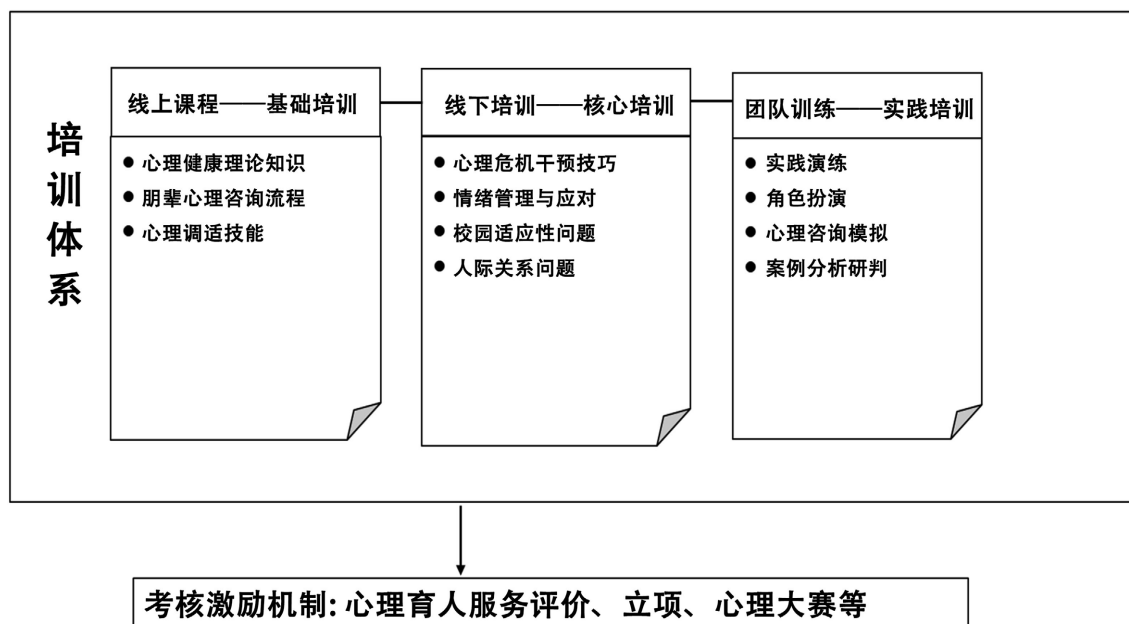 培训体系
线上课程——基础培训
心理健康理论知识
朋辈心理咨询流程
心理调适技能
线下培训——核心培训
心理危机干预技巧
情绪管理与应对
校园适应性问题
人际关系问题
团队训练——实践培训
实践演练
角色扮演
心理咨询模拟
案例分析研判
考核激励机制: 心理育人服务评价、立项、心理大赛等